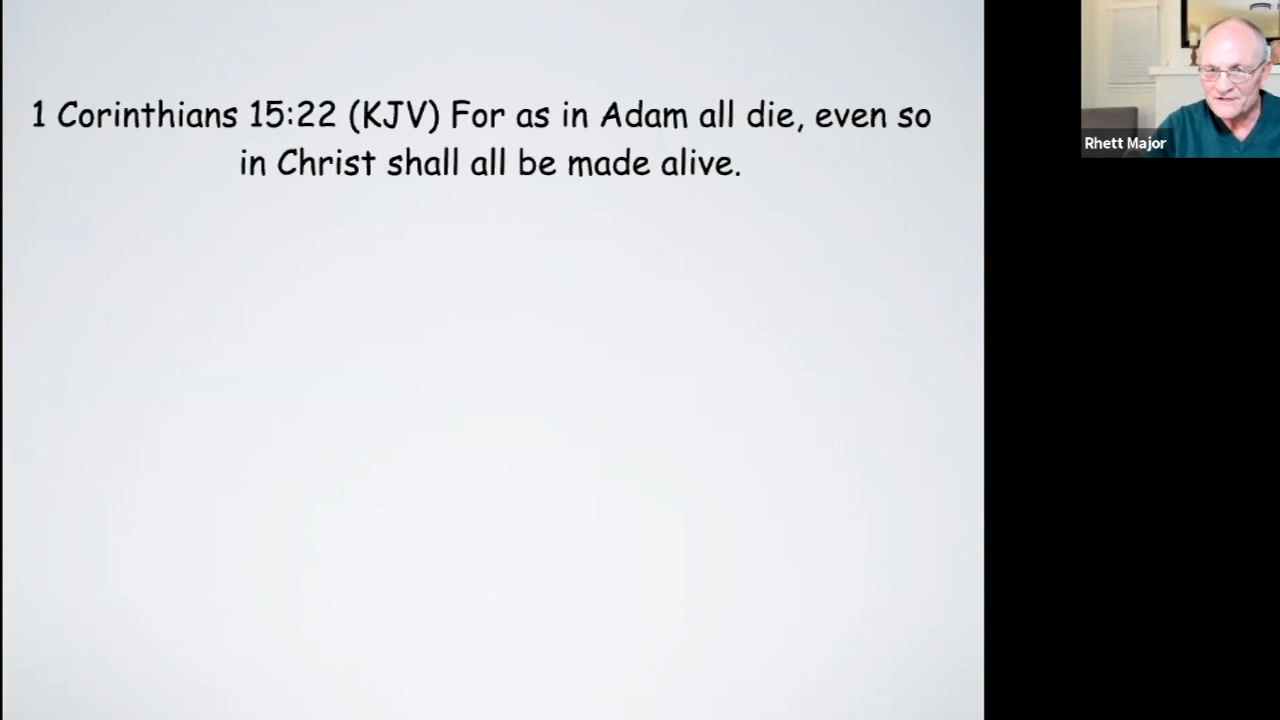 1 Corinthians 15:22 (KJV) For as in Adam all die, even so
in Christ shall all be made alive.
Rhett Major